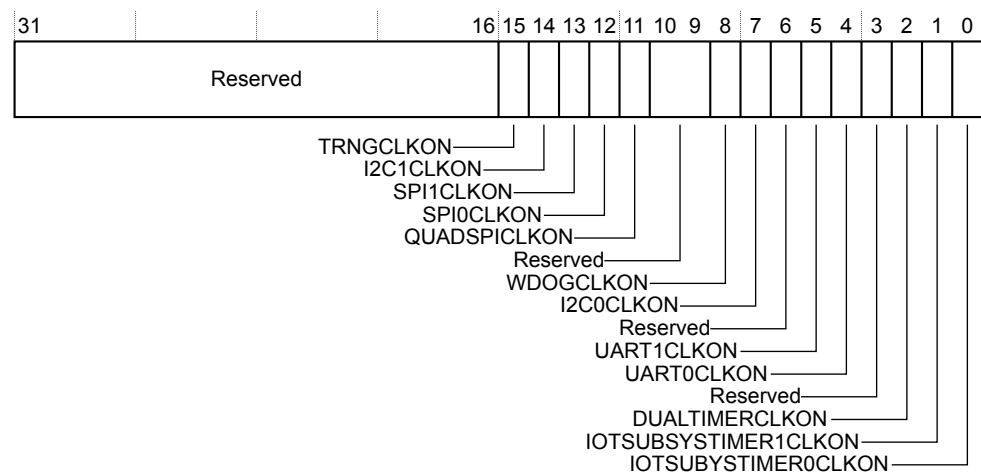 31 16 15 14 13 12 11 10 9 8 7 6 5 4 3 2 1 0
Reserved
TRNGCLKON
I2C1CLKON
SPI1CLKON
SPI0CLKON
QUADSPICLKON
Reserved
WDOGCLKON
I2C0CLKON
Reserved
UART1CLKON
UART0CLKON
Reserved
DUALTIMERCLKON
IOTSUBSYSTIMER1CLKON
IOTSUBYSTIMER0CLKON